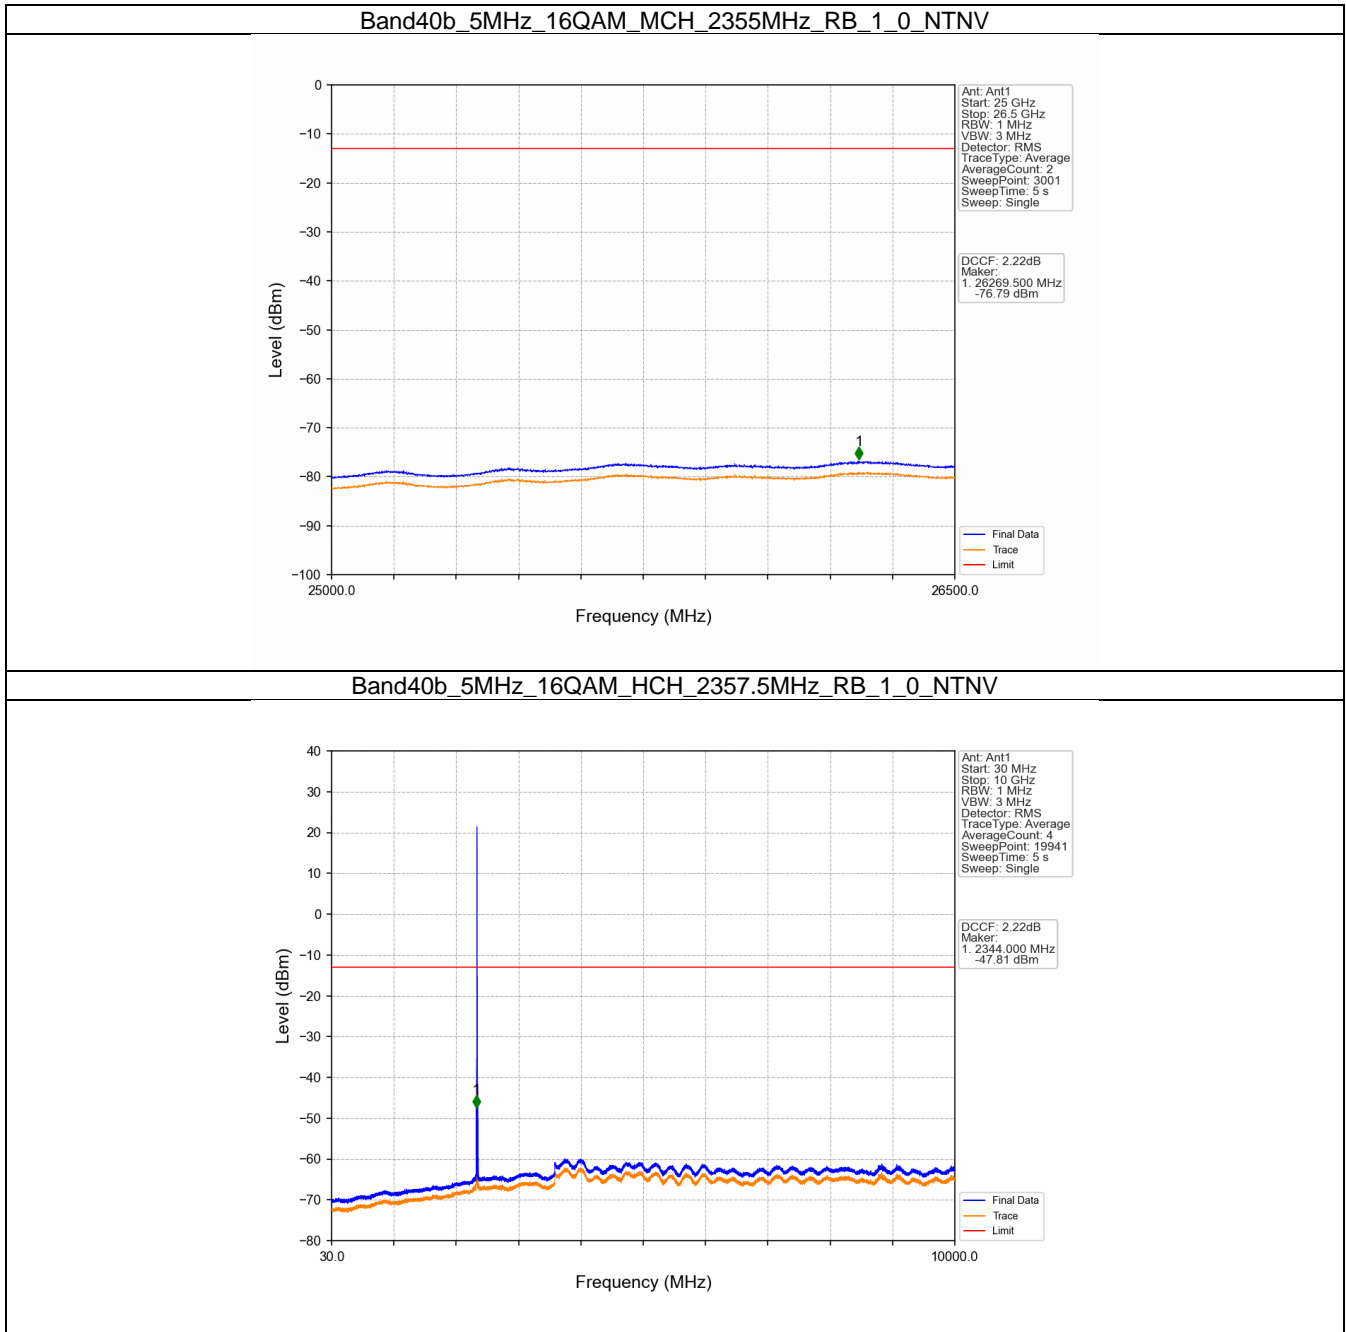 Band40b_5MHz_16QAM_MCH_2355MHz_RB_1_0_NTNV
0
−10
−20
−30
−40
−50
−60
−70
−80
−90
−100
Level (dBm)
25000.0
26500.0
Frequency (MHz)
1
Ant: Ant1
Start: 25 GHz
Stop: 26.5 GHz
RBW: 1 MHz
VBW: 3 MHz
Detector: RMS
TraceType: Average
AverageCount: 2
SweepPoint: 3001
SweepTime: 5 s
Sweep: Single
DCCF: 2.22dB
Maker:
1. 26269.500 MHz
-76.79 dBm
Final Data
Trace
Limit
Band40b_5MHz_16QAM_HCH_2357.5MHz_RB_1_0_NTNV
40
30
20
10
0
−10
−20
−30
−40
−50
−60
−70
−80
Level (dBm)
30.0
10000.0
Frequency (MHz)
1
Ant: Ant1
Start: 30 MHz
Stop: 10 GHz
RBW: 1 MHz
VBW: 3 MHz
Detector: RMS
TraceType: Average
AverageCount: 4
SweepPoint: 19941
SweepTime: 5 s
Sweep: Single
DCCF: 2.22dB
Maker:
1. 2344.000 MHz
-47.81 dBm
Final Data
Trace
Limit